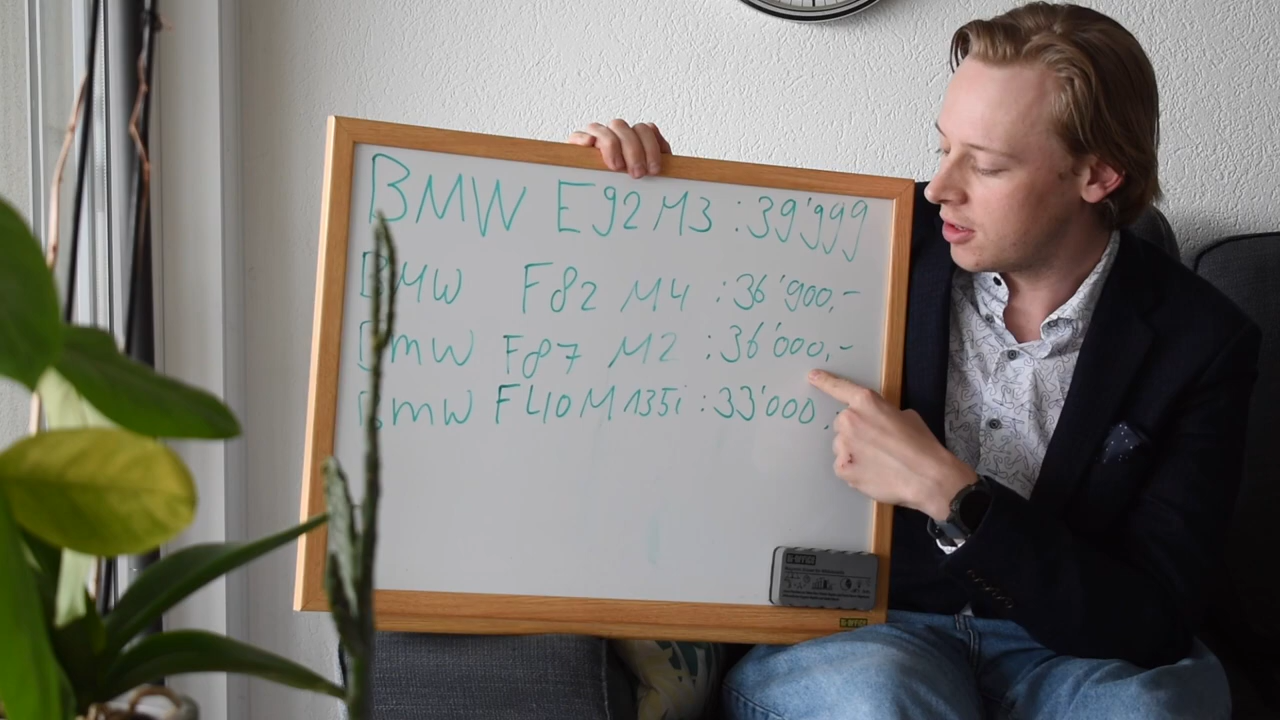 BMW E92 M3 : 39'999
BMW F82 M4 : 36'900,-
BMW F87 M2 : 36'000,-
BMW F40 M135i : 33'000